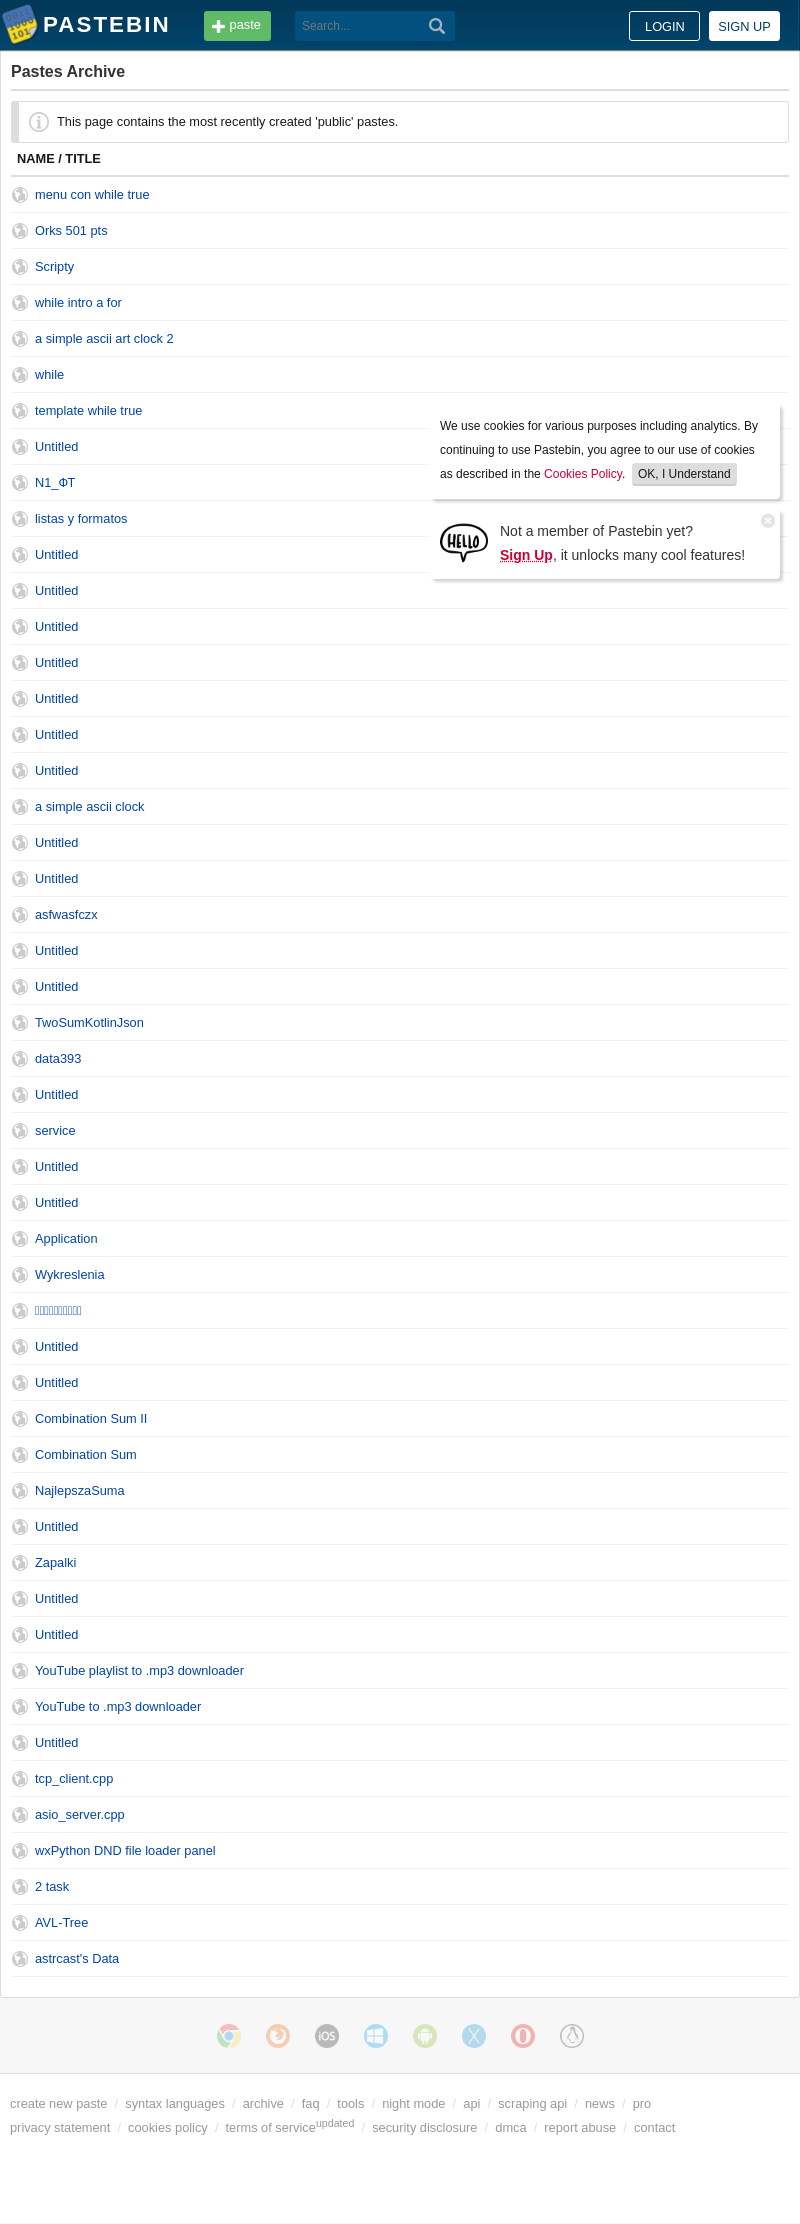 PASTEBIN
paste
Search...
LOGIN
SIGN UP
Pastes Archive
This page contains the most recently created 'public' pastes.
NAME / TITLE
menu con while true
Orks 501 pts
Scripty
while intro a for
a simple ascii art clock 2
while
template while true
Untitled
N1_ΦT
listas y formatos
Untitled
Untitled
Untitled
Untitled
Untitled
Untitled
Untitled
a simple ascii clock
Untitled
Untitled
asfwasfczx
Untitled
Untitled
TwoSumKotlinJson
data393
Untitled
service
Untitled
Untitled
Application
Wykreslenia
Untitled
Untitled
Combination Sum II
Combination Sum
NajlepszaSuma
Untitled
Zapalki
Untitled
Untitled
YouTube playlist to .mp3 downloader
YouTube to .mp3 downloader
Untitled
tcp_client.cpp
asio_server.cpp
wxPython DND file loader panel
2 task
AVL-Tree
astrcast's Data
We use cookies for various purposes including analytics. By
continuing to use Pastebin, you agree to our use of cookies
as described in the Cookies Policy. OK, I Understand
HELLO
Not a member of Pastebin yet?
Sign Up, it unlocks many cool features!
iOS
create new paste / syntax languages / archive / faq / tools / night mode / api / scraping api / news / pro
privacy statement / cookies policy / terms of service updated / security disclosure / dmca / report abuse / contact